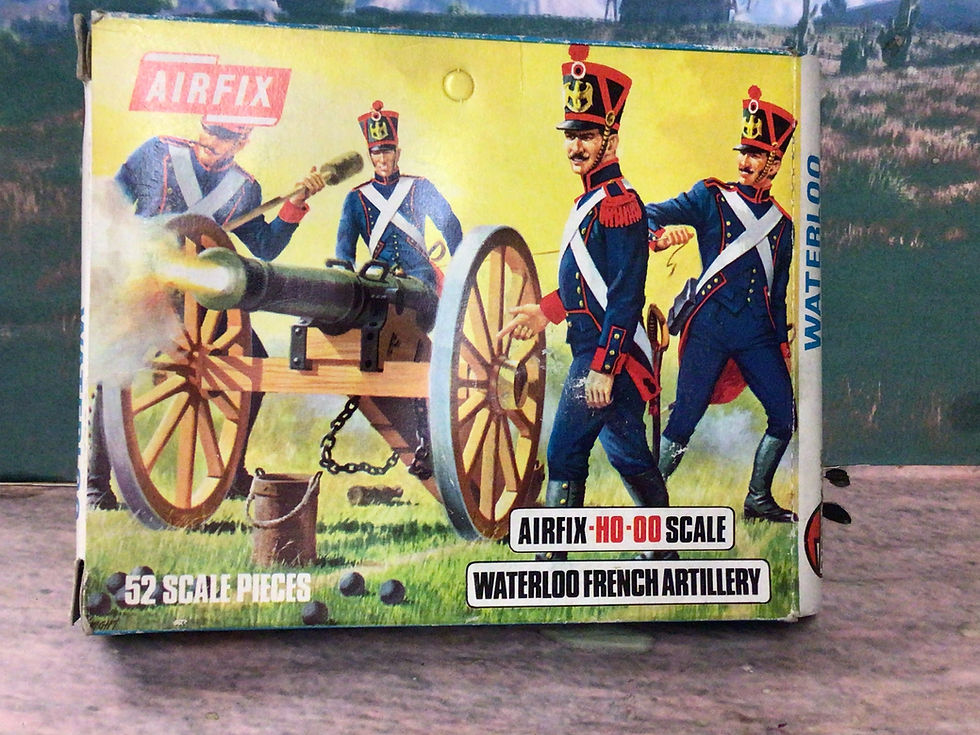 AIRFIX
WATERLOO
AIRFIX-HO-OO SCALE
WATERLOO FRENCH ARTILLERY
52 SCALE PIECES